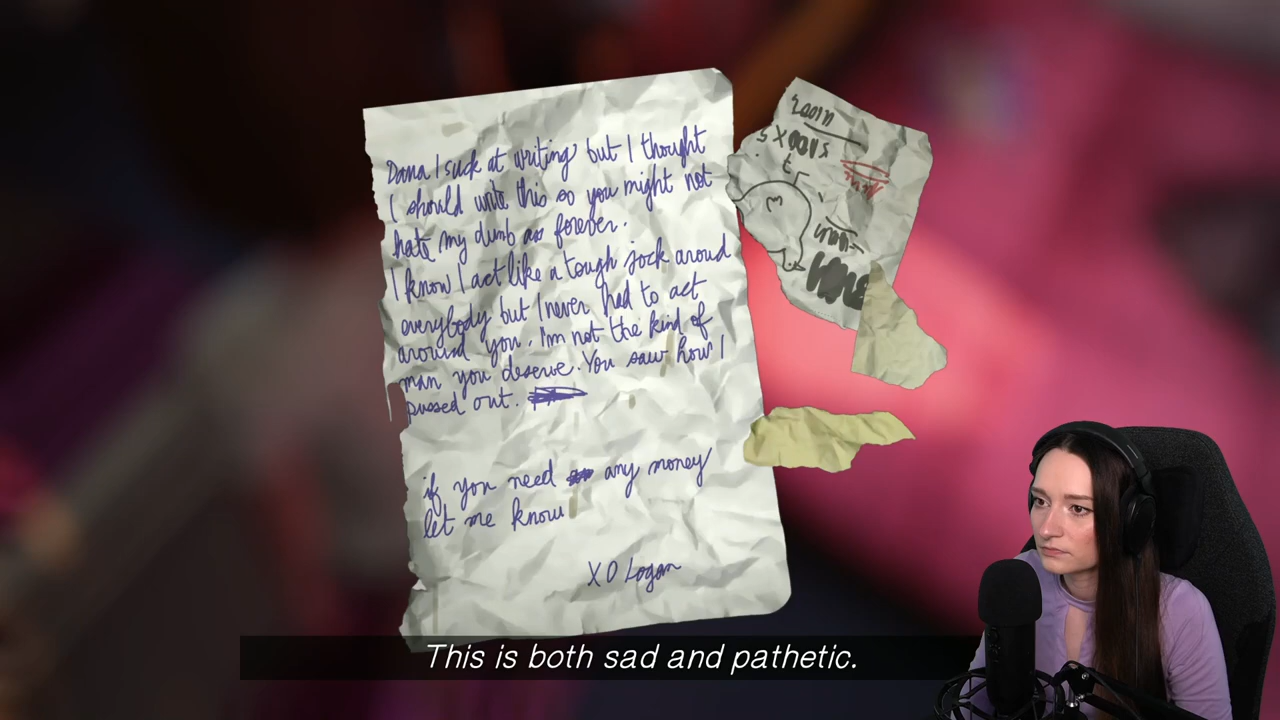 Dana I suck at writing but I thought
I should write this so you might not
hate my dumb ass forever.
I know I act like a tough jock aroud
everybody but I never had to act
around you. I'm not the kind of
man you deserve. You saw how I
pussed out.
if you need any money
let me know
XO Logan
This is both sad and pathetic.